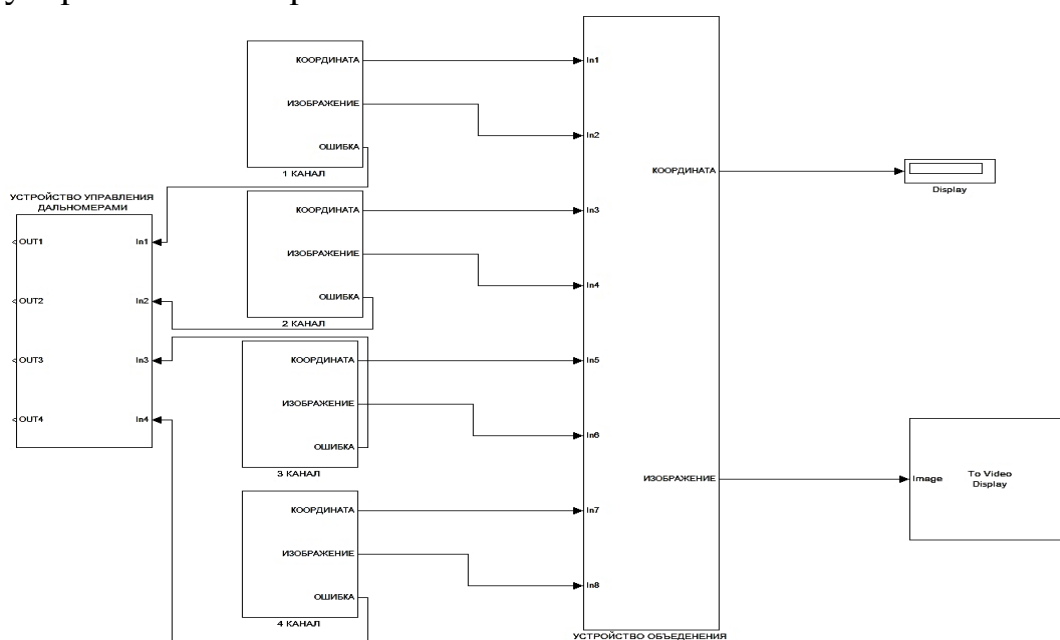 КООРДИНАТА
ИЗОБРАЖЕНИЕ
ОШИБКА
1 КАНАЛ
КООРДИНАТА
ИЗОБРАЖЕНИЕ
ОШИБКА
2 КАНАЛ
КООРДИНАТА
ИЗОБРАЖЕНИЕ
ОШИБКА
3 КАНАЛ
КООРДИНАТА
ИЗОБРАЖЕНИЕ
ОШИБКА
4 КАНАЛ
УСТРОЙСТВО УПРАВЛЕНИЯ
ДАЛЬНОМЕРАМИ
OUT1
In1
OUT2
In2
OUT3
In3
OUT4
In4
In1
In2
In3
In4
In5
In6
In7
In8
КООРДИНАТА
ИЗОБРАЖЕНИЕ
УСТРОЙСТВО ОБЪЕДЕНЕНИЯ
Display
Image
To Video
Display